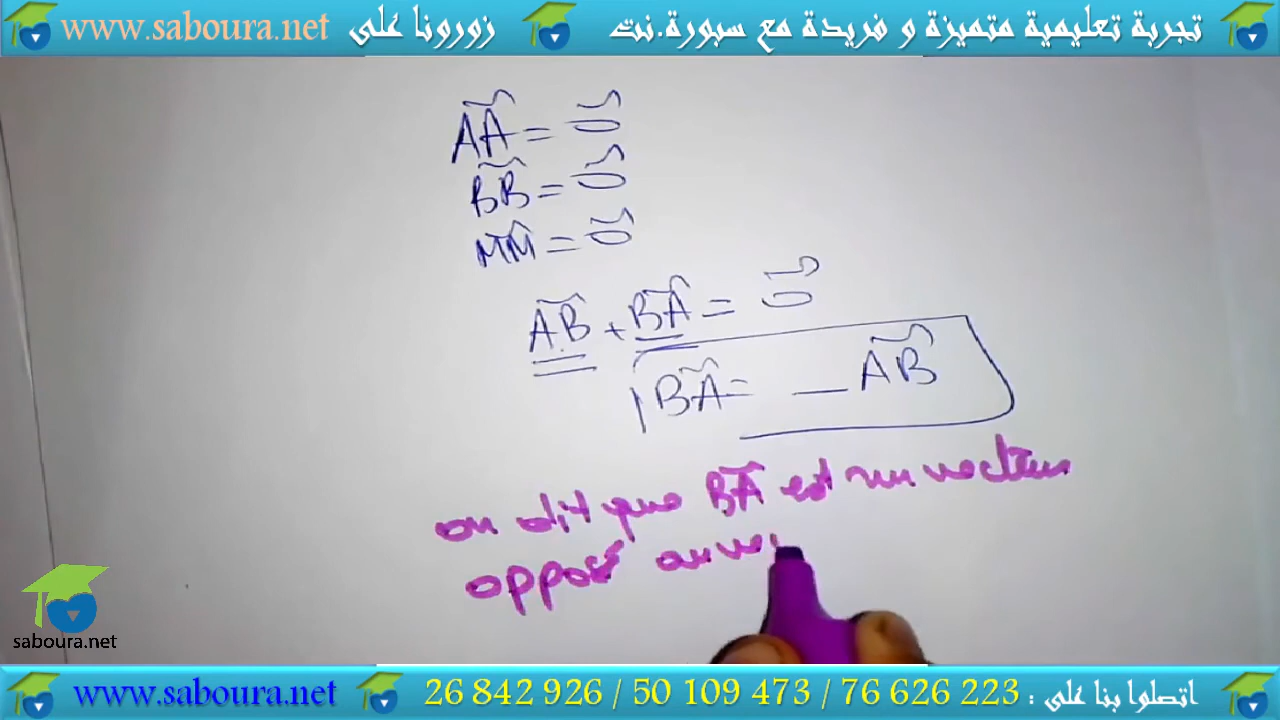 www.saboura.net زورونا على تجربة تعليمية متميزة و فريدة مع سبورة.نت
AA = 0
BB = 0
MM = 0
AB + BA = 0
BA = - AB
on dit que BA est un vecteur
opposé au ve
saboura.net
www.saboura.net 26 842 926 / 50 109 473 / 76 626 223 : اتصلوا بنا على